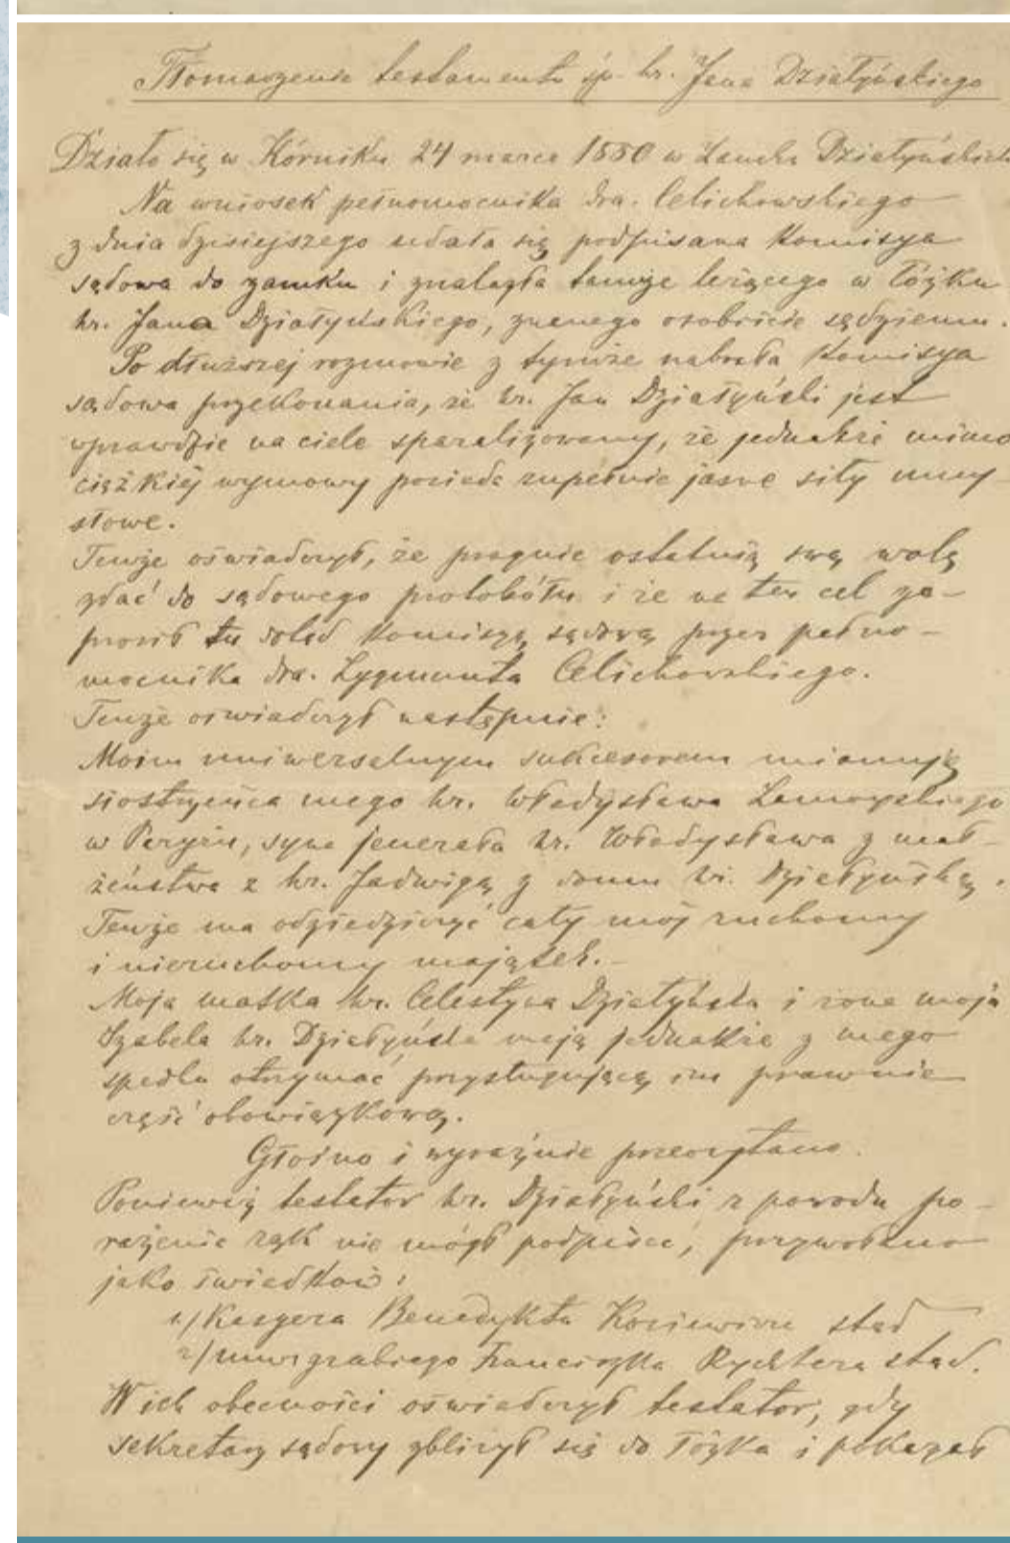 Tłomaczenie testamentu śp. hr. Jana Działyńskiego
Działo się w Kórniku 24 marca 1880 w Zamku Działyńskich
Na wniosek pełnomocnika dra. Celichowskiego
z dnia dzisiejszego udała się podpisana Komisya
sądowa do zamku i znalazła tamże leżącego w łóżku
hr. Jana Działyńskiego, znanego osobiście sędziemu.
Po dłuższej rozmowie z tymże nabrała Komisya
sądowa przekonania, że hr. Jan Działyński jest
wprawdzie na ciele sparaliżowany, że jednakże mimo
ciężkiéj wymowy posiada zupełnie jasne siły umy-
słowe.
Tenże oświadczył, że pragnie ostatnią swą wolę
zdać do sądowego protokółu i że na ten cel za-
prosił tu dotąd Komisyą sądową przez pełno-
mocnika dra. Zygmunta Celichowskiego.
Tenże oświadczył następnie:
Moim uniwersalnym sukcesorem mianuję
siostrzeńca mego hr. Władysława Zamoyskiego
w Paryżu, syna jenerała hr. Władysława z mał-
żeństwa z hr. Jadwigą z domu hr. Działyńską.
Tenże ma odziedziczyć cały mój ruchomy
i nieruchomy majątek.-
Moja matka hr. Celestyna Działyńska i żona moja
Izabela hr. Działyńska mają jednakże z mego
spadku otrzymać przysługującą im prawnie
część obowiązkową.
Głośno i wyraźnie przeczytano.
Ponieważ testator hr. Działyński z powodu po-
rażenia rąk nie mógł podpisać, przywołano
jako świadków:
1/ Kasyera Benedykta stąd
2/ murgrabiego Franciszka Rychtera stąd.
W ich obecności oświadczył testator, gdy
sekretarz sądowy zbliżył się do łóżka i pokazał